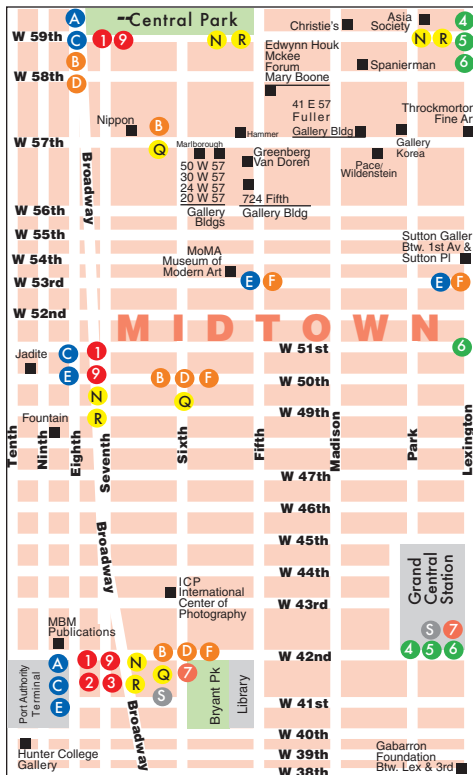 Central Park
A
C
B
D
1 9
N R
Christie's
Asia
Society
N R
4
5
6
W 59th
Spanierman
Edwynn Houk
Mckee
Forum
Mary Boone
W 58th
41 E 57
Fuller
Gallery Bldg
Throckmorton
Fine Ar
Nippon
B
Q
Hammer
W 57th
Marlborough
50 W 57
30 W 57
24 W 57
20 W 57
Gallery
Bldgs
Greenberg
Van Doren
724 Fifth
Gallery Bldg
Gallery
Korea
Pace/
Wildenstein
Broadway
W 56th
W 55th
W 54th
MoMA
Museum of
Modern Art
Sutton Galler
Btw. 1st Av &
Sutton Pl
W 53rd
E F
E F
W 52nd
MIDTOWN
Jadite
C
E
1
9
N
R
W 51st
6
B D F
Q
W 50th
W 49th
Fountain
Tenth
Ninth
Eighth
Seventh
Sixth
Fifth
Madison
Park
Lexington
W 47th
W 46th
Broadway
W 45th
W 44th
ICP
International
Center of
Photography
W 43rd
Grand
Central
Station
S 7
4 5 6
MBM
Publications
W 42nd
Port Authority
Terminal
A
C
E
1 9
2 3
N
R
B D F
Q 7
S
Bryant Pk
Library
Broadway
W 41st
W 40th
Hunter College
Gallery
W 39th
Gabarron
Foundation
Btw. Lex & 3rd
W 38th